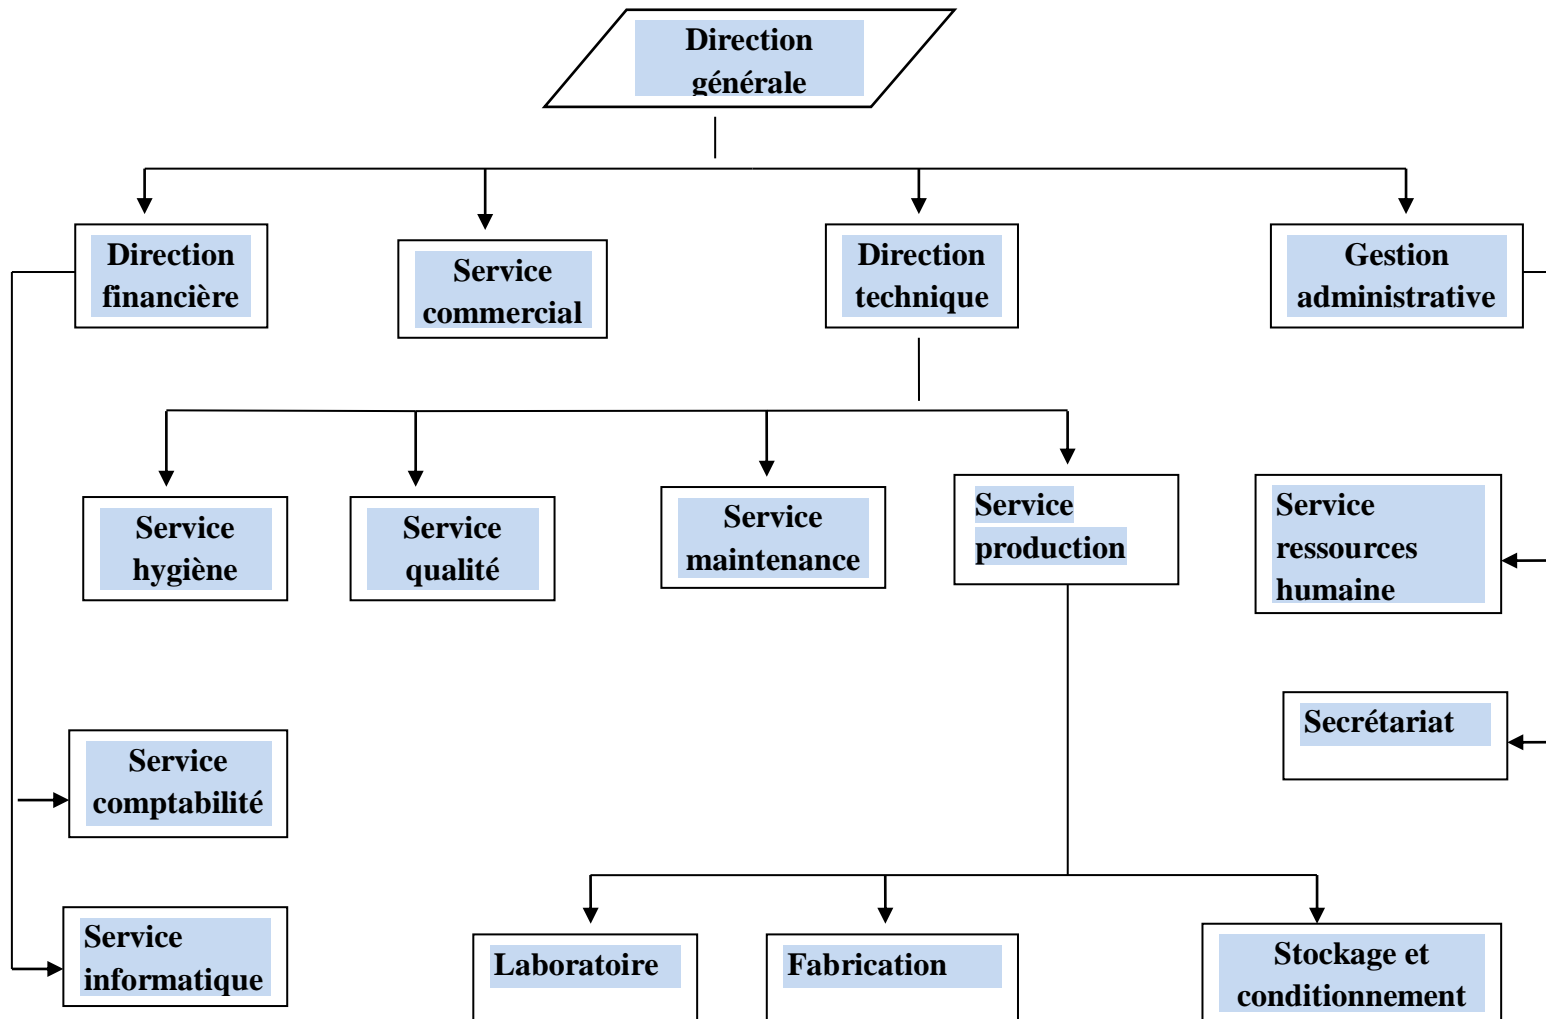 Direction
générale
Direction
financière
Service
commercial
Direction
technique
Gestion
administrative
Service
hygiène
Service
qualité
Service
maintenance
Service
production
Service
ressources
humaine
Secrétariat
Service
comptabilité
Service
informatique
Laboratoire
Fabrication
Stockage et
conditionnement